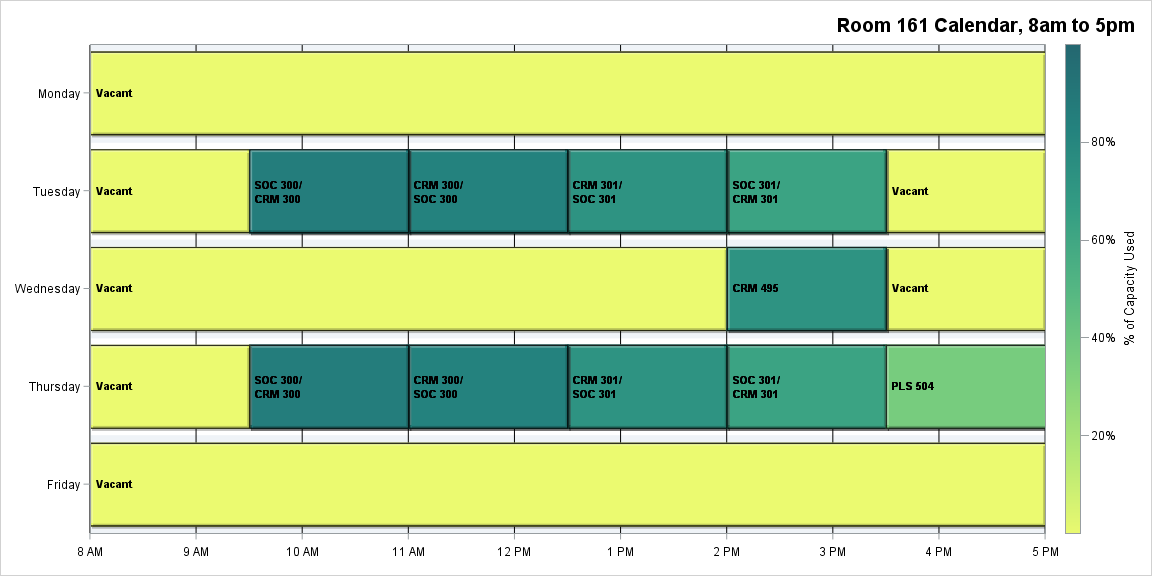 Room 161 Calendar, 8am to 5pm
Monday
Vacant
Tuesday
Vacant
SOC 300/
CRM 300
CRM 300/
SOC 300
CRM 301/
SOC 301
SOC 301/
CRM 301
Vacant
Wednesday
Vacant
CRM 495
Vacant
Thursday
Vacant
SOC 300/
CRM 300
CRM 300/
SOC 300
CRM 301/
SOC 301
SOC 301/
CRM 301
PLS 504
Friday
Vacant
8 AM
9 AM
10 AM
11 AM
12 PM
1 PM
2 PM
3 PM
4 PM
5 PM
80%
60%
40%
20%
% of Capacity Used